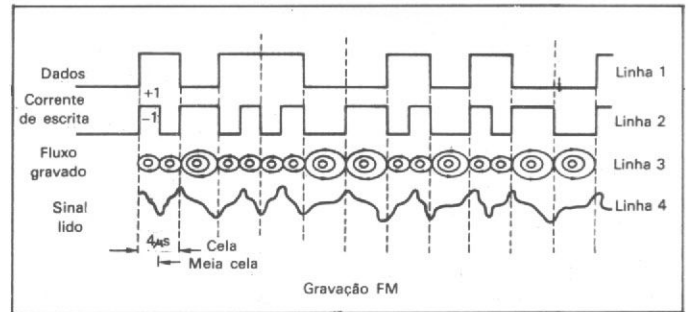 Dados
Linha 1
+1
Corrente
de escrita
-1
Linha 2
Fluxo
gravado
Linha 3
Sinal
lido
Linha 4
4µs
Cela
Meia cela
Gravação FM